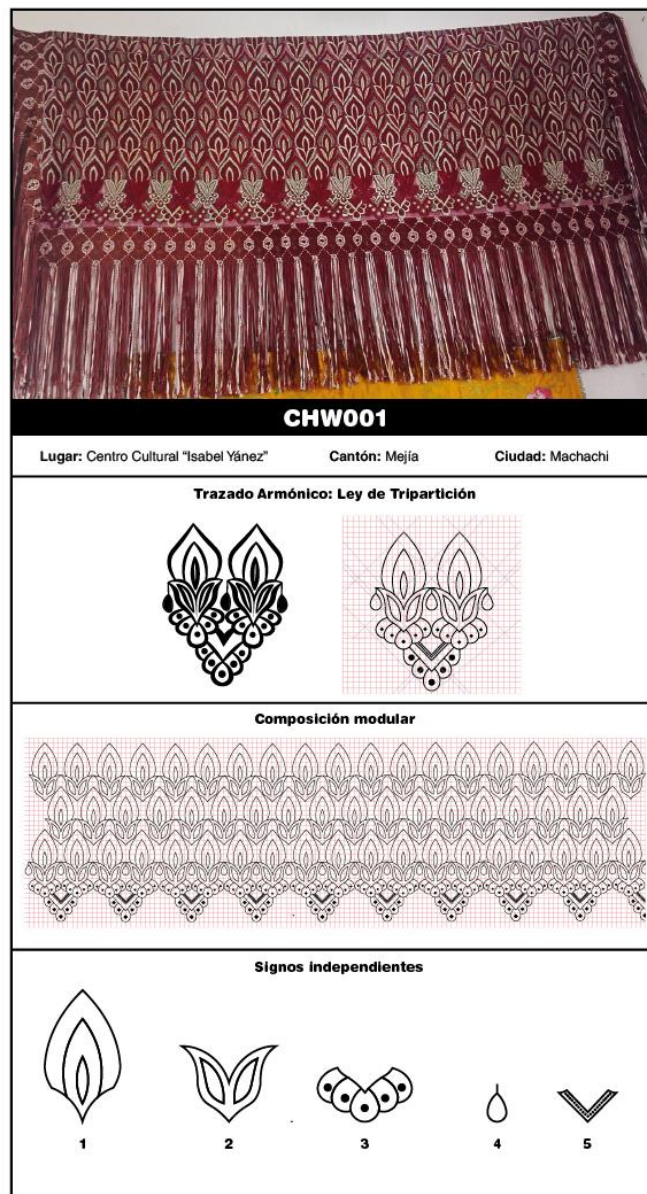 CHW001
Lugar: Centro Cultural "Isabel Yánez" Cantón: Mejía Ciudad: Machachi
Trazado Armónico: Ley de Tripartición
Composición modular
Signos independientes
1 2 3 4 5